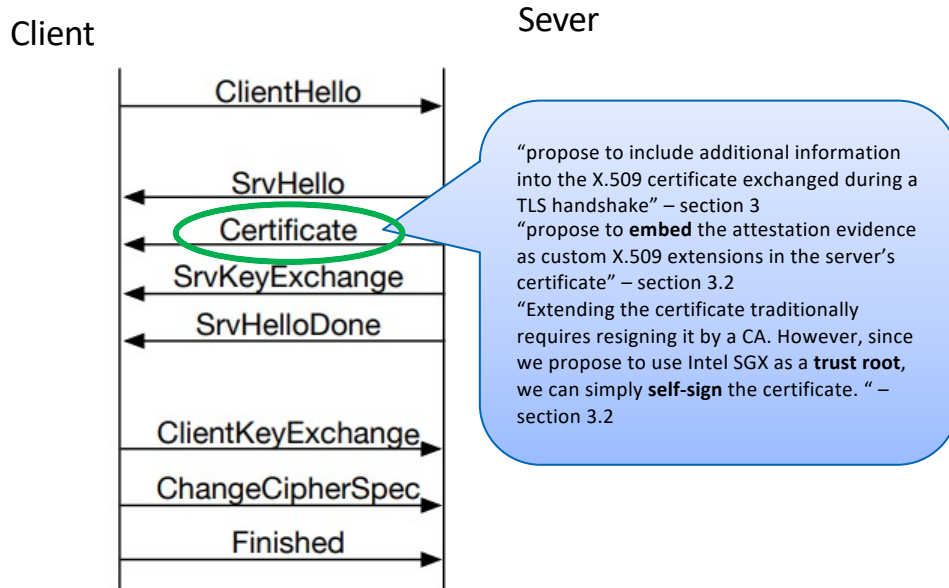 Client
Sever
ClientHello
SrvHello
Certificate
SrvKeyExchange
SrvHelloDone
ClientKeyExchange
ChangeCipherSpec
Finished
“propose to include additional information
into the X.509 certificate exchanged during a
TLS handshake” – section 3
“propose to embed the attestation evidence
as custom X.509 extensions in the server’s
certificate” – section 3.2
“Extending the certificate traditionally
requires resigning it by a CA. However, since
we propose to use Intel SGX as a trust root,
we can simply self-sign the certificate. “ –
section 3.2